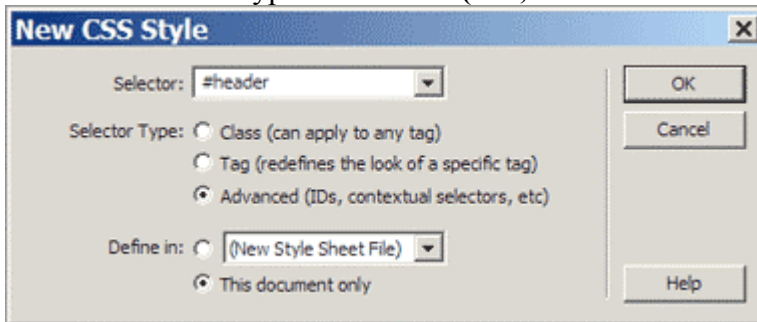 New CSS Style
Selector: #header
OK
Selector Type: Class (can apply to any tag)
Cancel
Tag (redefines the look of a specific tag)
Advanced (IDs, contextual selectors, etc)
Define in: (New Style Sheet File)
This document only
Help